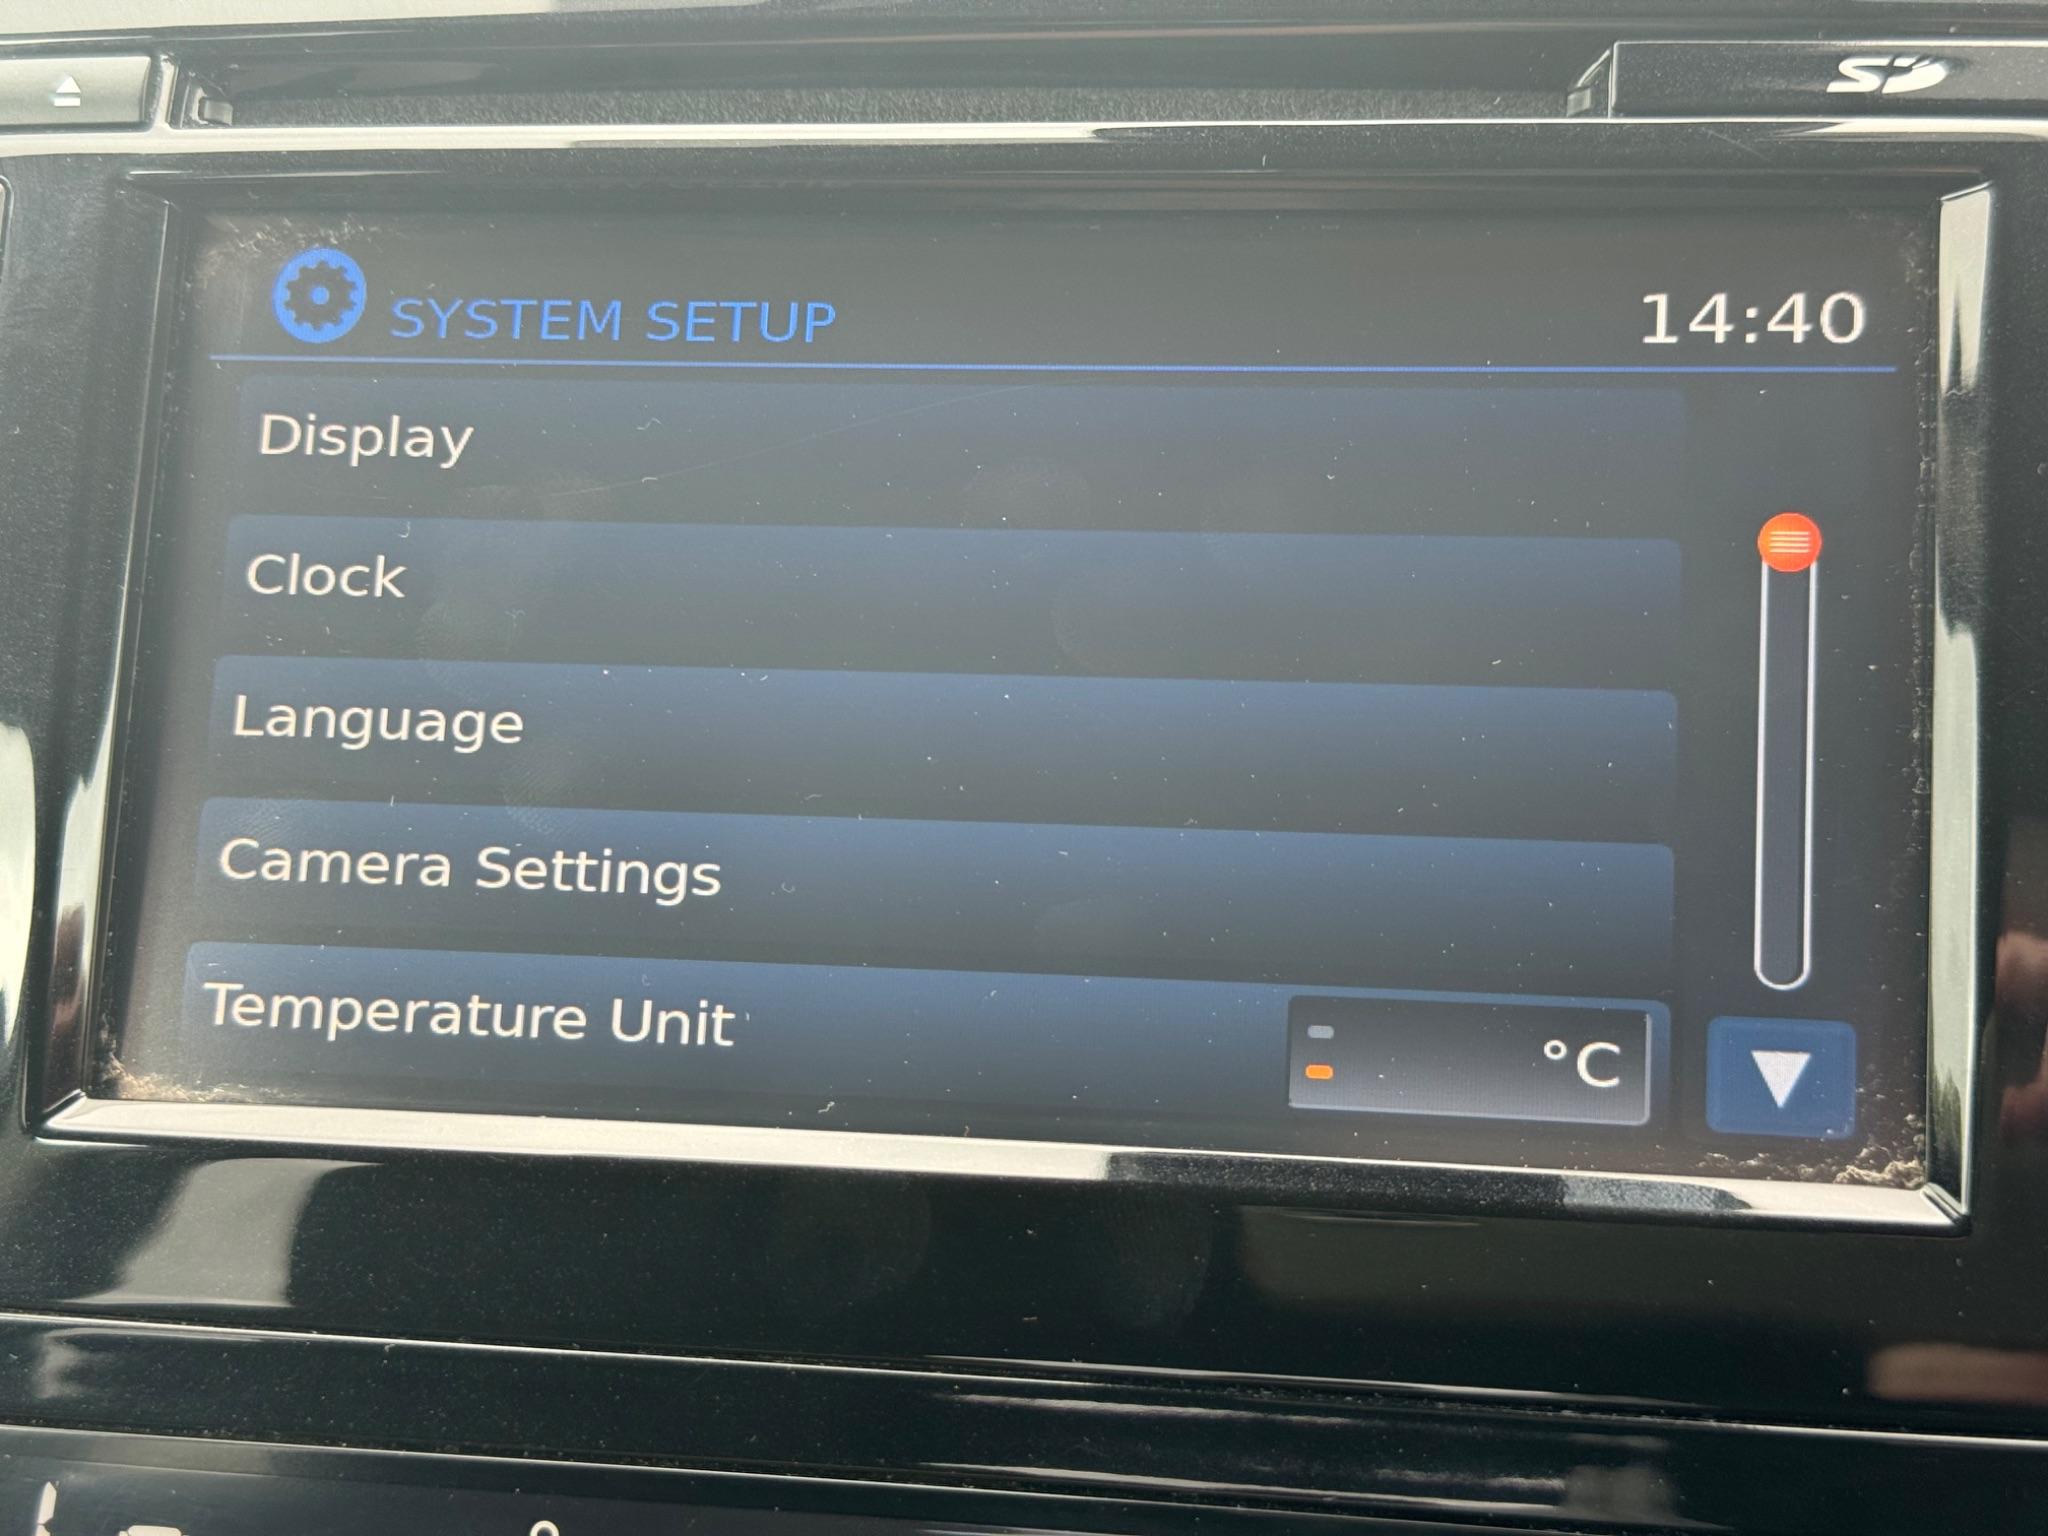 SD
SYSTEM SETUP
14:40
Display
Clock
Language
Camera Settings
Temperature Unit
°C